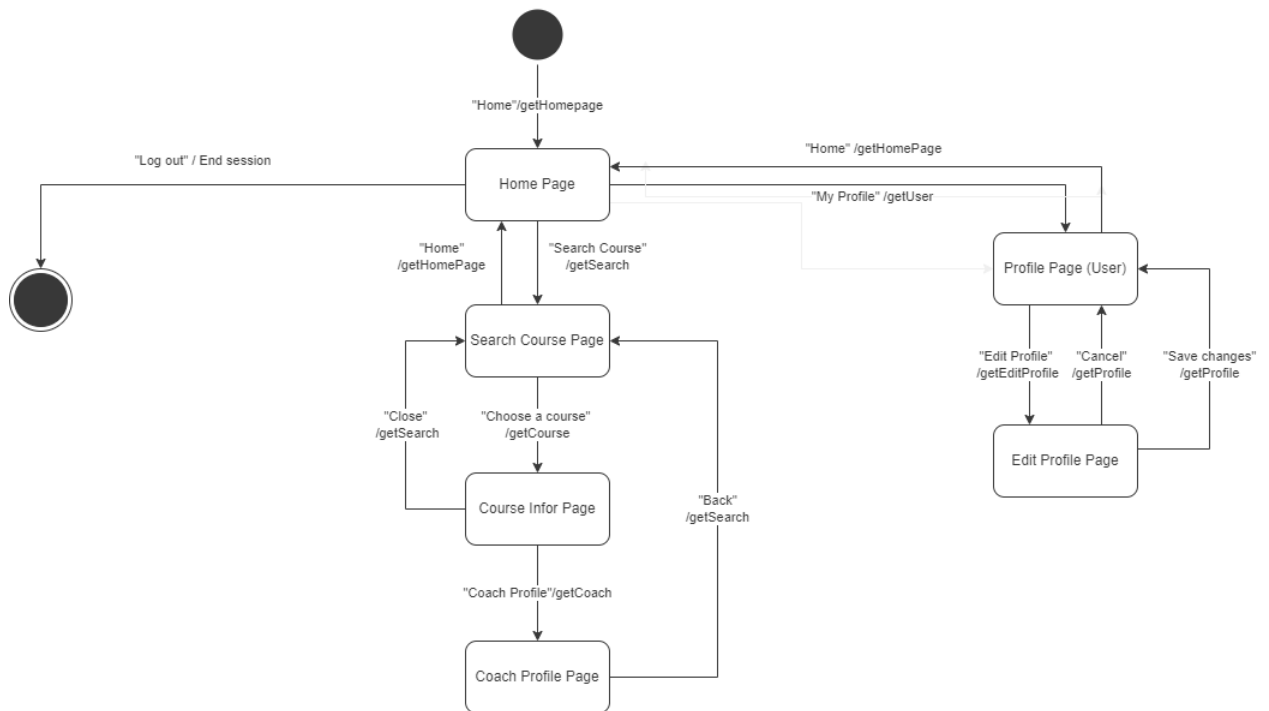 "Home"/getHomepage
"Log out" / End session
"Home" /getHomePage
Home Page
"My Profile" /getUser
"Home"
/getHomePage
"Search Course"
/getSearch
Profile Page (User)
Search Course Page
"Edit Profile"
/getEditProfile
"Cancel"
/getProfile
"Save changes"
/getProfile
"Close"
/getSearch
"Choose a course"
/getCourse
Edit Profile Page
Course Infor Page
"Back"
/getSearch
"Coach Profile"/getCoach
Coach Profile Page